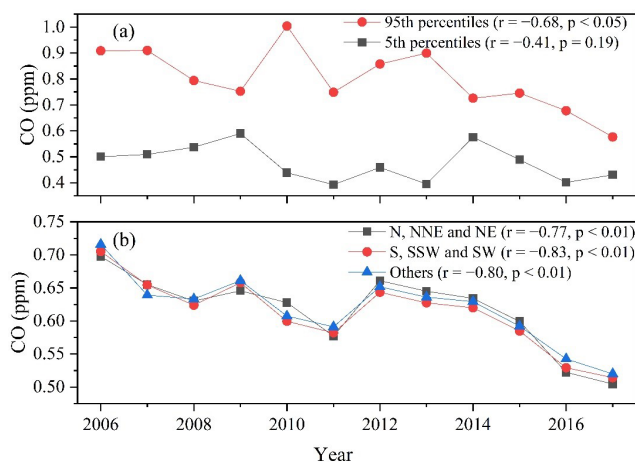 (a)
95th percentiles (r = −0.68, p < 0.05)
5th percentiles (r = −0.41, p = 0.19)
CO (ppm)
1.0
0.9
0.8
0.7
0.6
0.5
0.4
(b)
N, NNE and NE (r = −0.77, p < 0.01)
S, SSW and SW (r = −0.83, p < 0.01)
Others (r = −0.80, p < 0.01)
CO (ppm)
0.75
0.70
0.65
0.60
0.55
0.50
2006 2008 2010 2012 2014 2016
Year